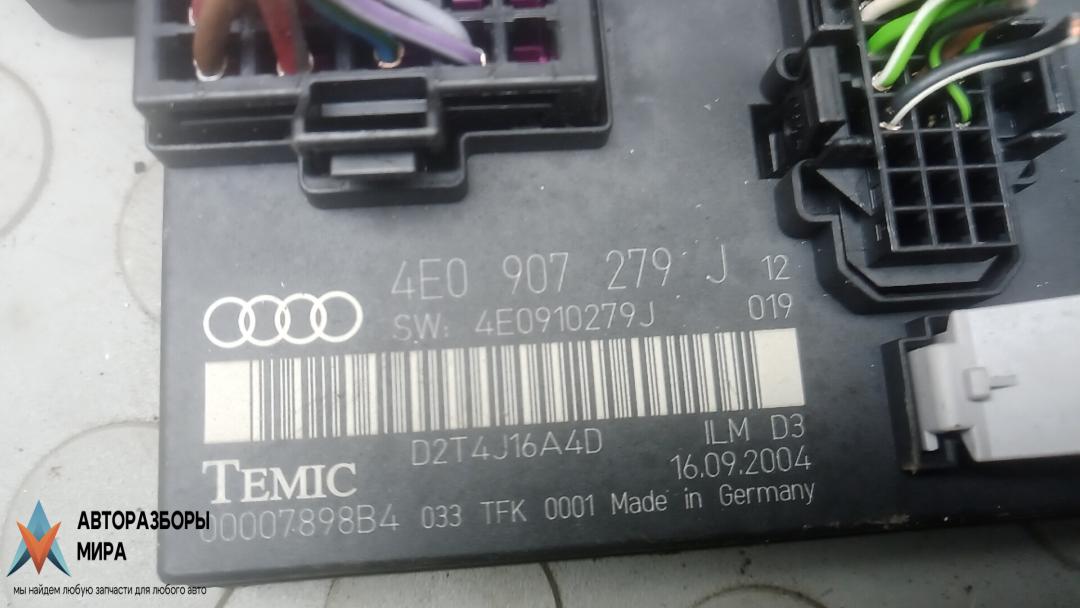 4E0 907 279 J 12
SW: 4E0910279J 019
D2T4J16A4D ILM D3
TEMIC 16.09.2004
00007898B4 033 TFK 0001 Made in Germany
АВТОРАЗБОРЫ
МИРА
мы найдем любую запчасти для любого авто